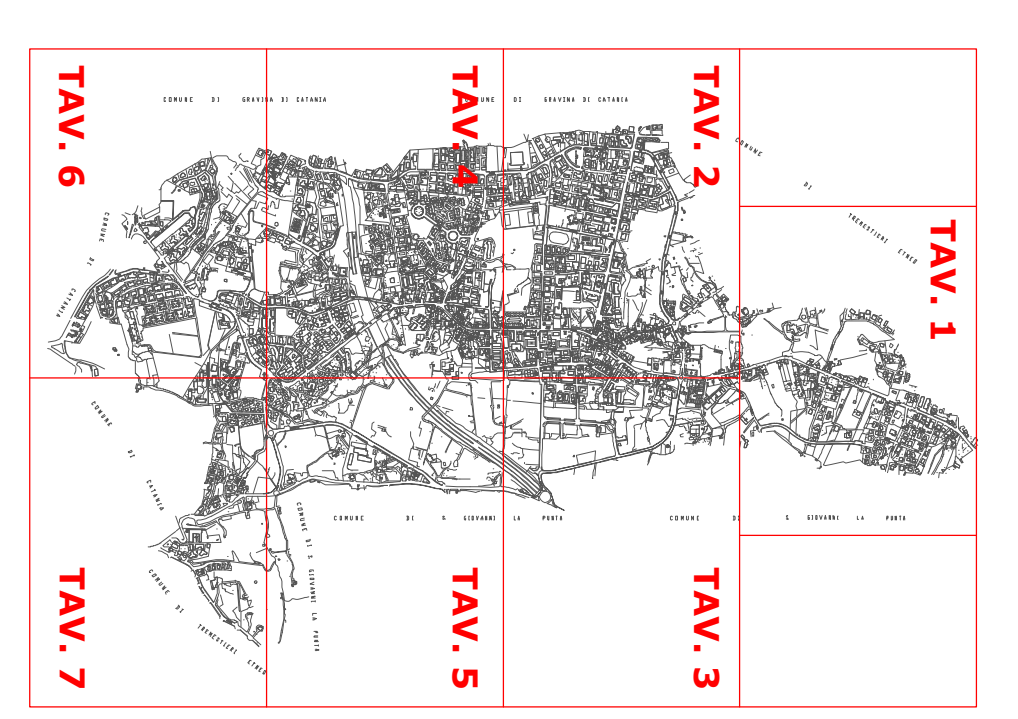 TAV. 6
TAV. 4
TAV. 2
TAV. 1
TAV. 7
TAV. 5
TAV. 3
COMUNE DI GRAVINA DI CATANIA
COMUNE DI GRAVINA DI CATANIA
COMUNE DI TREMESTIERI ETNEO
COMUNE DI CATANIA
COMUNE DI CATANIA
COMUNE DI S. GIOVANNI LA PUNTA
COMUNE DI S. GIOVANNI LA PUNTA
COMUNE DI S. GIOVANNI LA PUNTA
COMUNE DI TREMESTIERI ETNEO